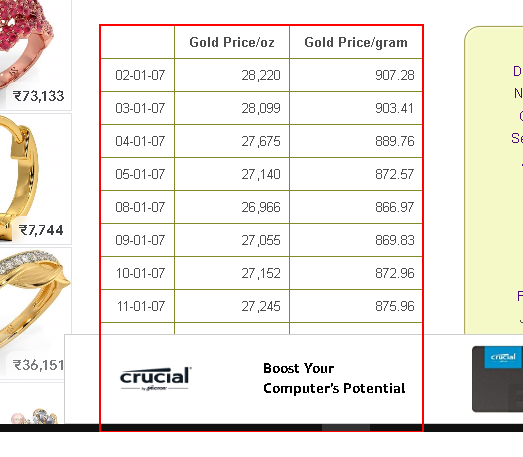 Gold Price/oz Gold Price/gram
02-01-07 28,220 907.28
03-01-07 28,099 903.41
04-01-07 27,675 889.76
05-01-07 27,140 872.57
08-01-07 26,966 866.97
09-01-07 27,055 869.83
10-01-07 27,152 872.96
11-01-07 27,245 875.96
₹73,133
₹7,744
₹36,151
D
N
Se
F
crucial
by Micron
Boost Your
Computer's Potential
crucial